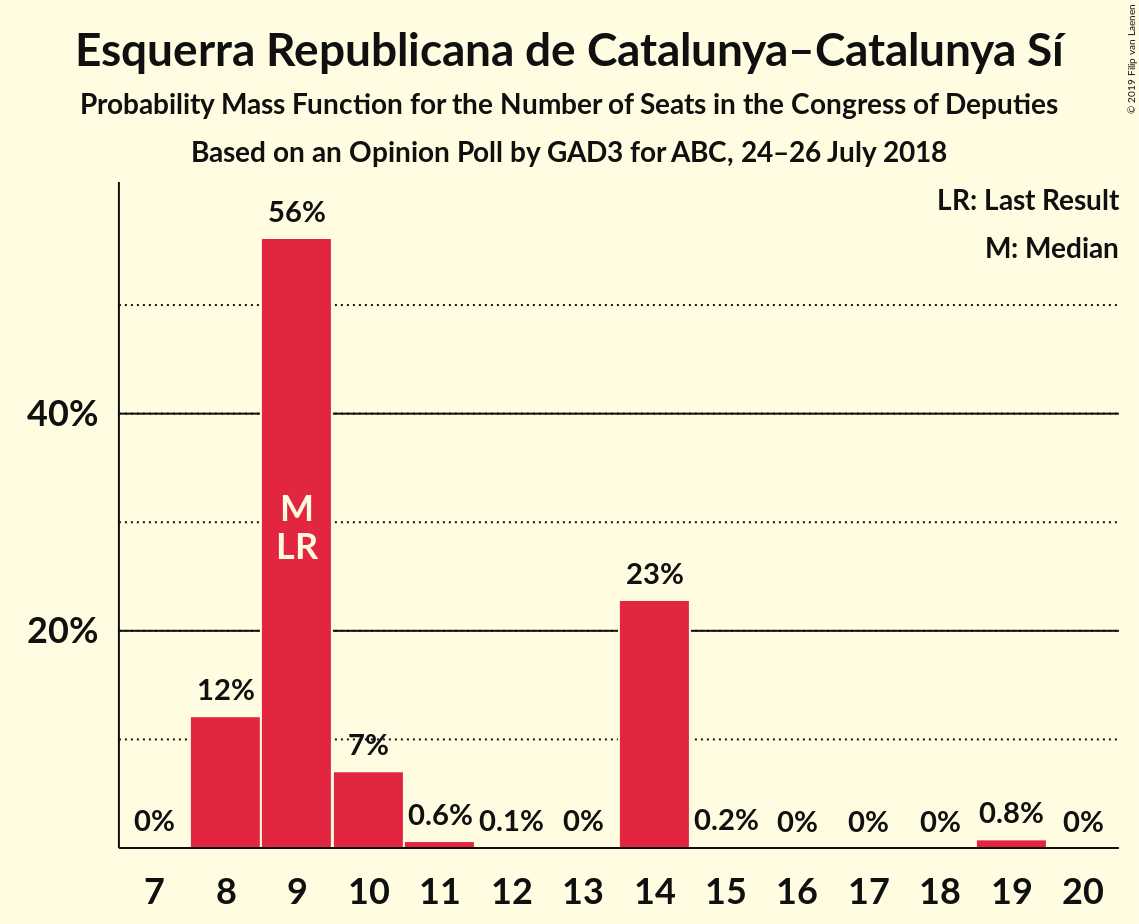 Esquerra Republicana de Catalunya–Catalunya Sí
Probability Mass Function for the Number of Seats in the Congress of Deputies
Based on an Opinion Poll by GAD3 for ABC, 24–26 July 2018
© 2019 Filip van Laenen
LR: Last Result
M: Median
56%
40%
M
LR
23%
20%
12%
7%
0%
0.6%
0.1%
0%
0.2%
0%
0%
0%
0.8%
0%
7 8 9 10 11 12 13 14 15 16 17 18 19 20